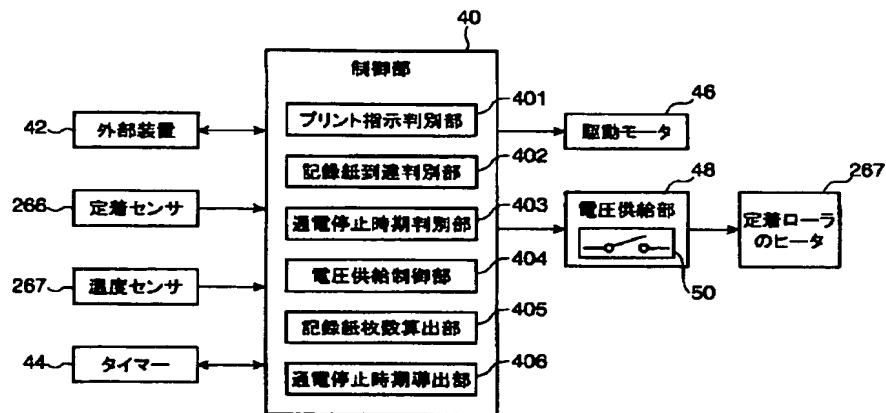 40
制御部
42
外部装置
プリント指示判別部
401
46
駆動モータ
記録紙到達判別部
402
266
定着センサ
通電停止時期判別部
403
48
電圧供給部
50
267
定着ローラ
のヒータ
電圧供給制御部
404
267
温度センサ
記録紙枚数算出部
405
44
タイマー
通電停止時期導出部
406